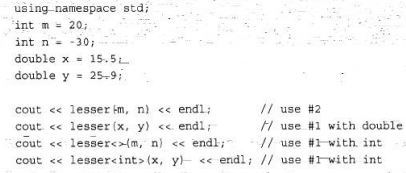 using namespace std;
int m = 20;
int n = -30;
double x = 15.5;
double y = 25.9;
cout << lesser(m, n) << endl; // use #2
cout << lesser(x, y) << endl; // use #1 with double
cout << lesser<>(m, n) << endl; // use #1 with int
cout << lesser<int>(x, y) << endl; // use #1 with int